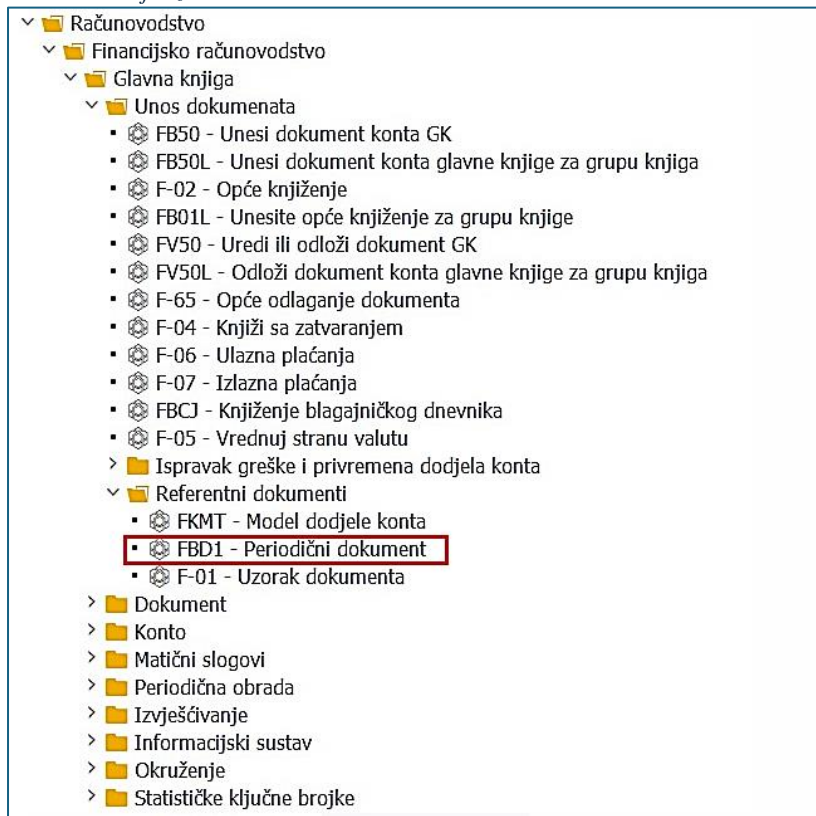 Računovodstvo
Financijsko računovodstvo
Glavna knjiga
Unos dokumenata
FB50 - Unesi dokument konta GK
FB50L - Unesi dokument konta glavne knjige za grupu knjiga
F-02 - Opće knjiženje
FB01L - Unesite opće knjiženje za grupu knjige
FV50 - Uredi ili odloži dokument GK
FV50L - Odloži dokument konta glavne knjige za grupu knjiga
F-65 - Opće odlaganje dokumenta
F-04 - Knjiži sa zatvaranjem
F-06 - Ulazna plaćanja
F-07 - Izlazna plaćanja
FBCJ - Knjiženje blagajničkog dnevnika
F-05 - Vrednuj stranu valutu
Ispravak greške i privremena dodjela konta
Referentni dokumenti
FKMT - Model dodjele konta
FBD1 - Periodični dokument
F-01 - Uzorak dokumenta
Dokument
Konto
Matični slogovi
Periodična obrada
Izvješćivanje
Informacijski sustav
Okruženje
Statističke ključne brojke